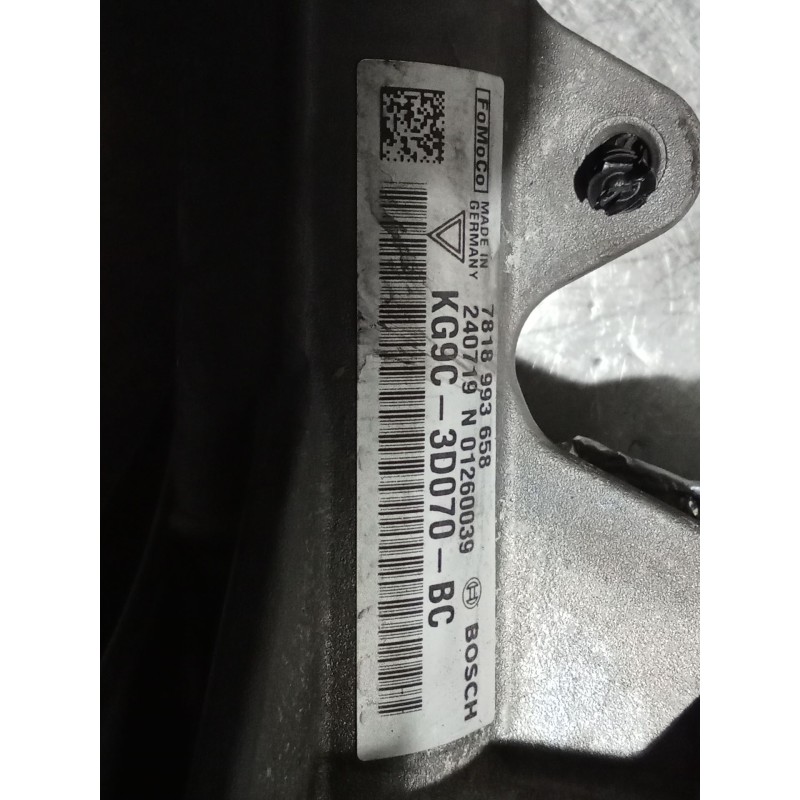 FoMoCo
MADE IN
GERMANY
7818 993 658
240719 N 01260039
KG9C-3D070-BC
BOSCH